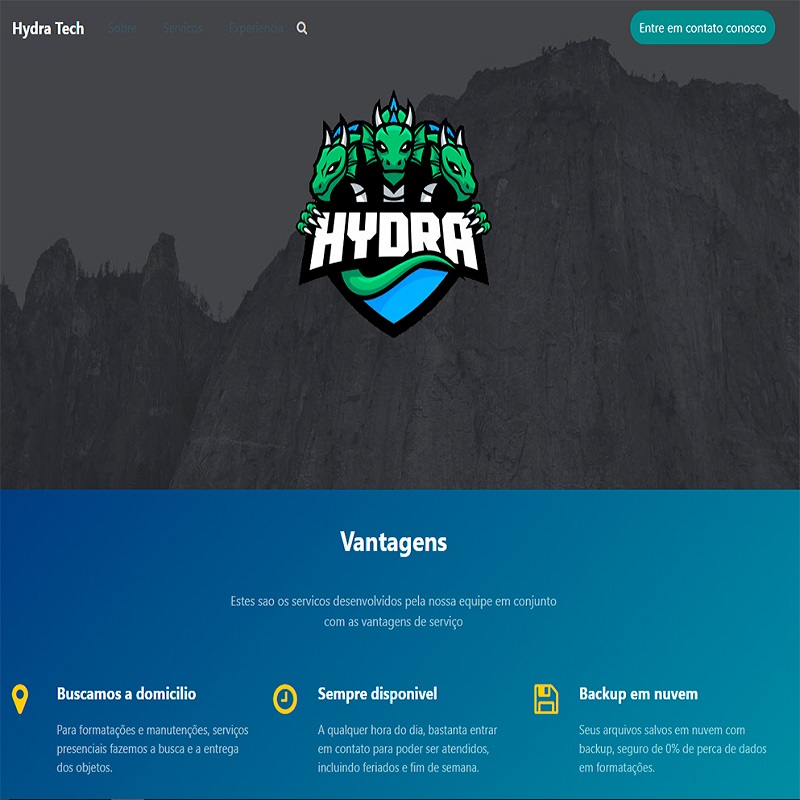 Hydra Tech
Sobre
Servicos
Experiencia
Entre em contato conosco
HYDRA
Vantagens
Estes sao os servicos desenvolvidos pela nossa equipe em conjunto
com as vantagens de serviço
Buscamos a domicilio
Para formatações e manutenções, serviços
presenciais fazemos a busca e a entrega
dos objetos.
Sempre disponivel
A qualquer hora do dia, bastanta entrar
em contato para poder ser atendidos,
incluindo feriados e fim de semana.
Backup em nuvem
Seus arquivos salvos em nuvem com
backup, seguro de 0% de perca de dados
em formatações.